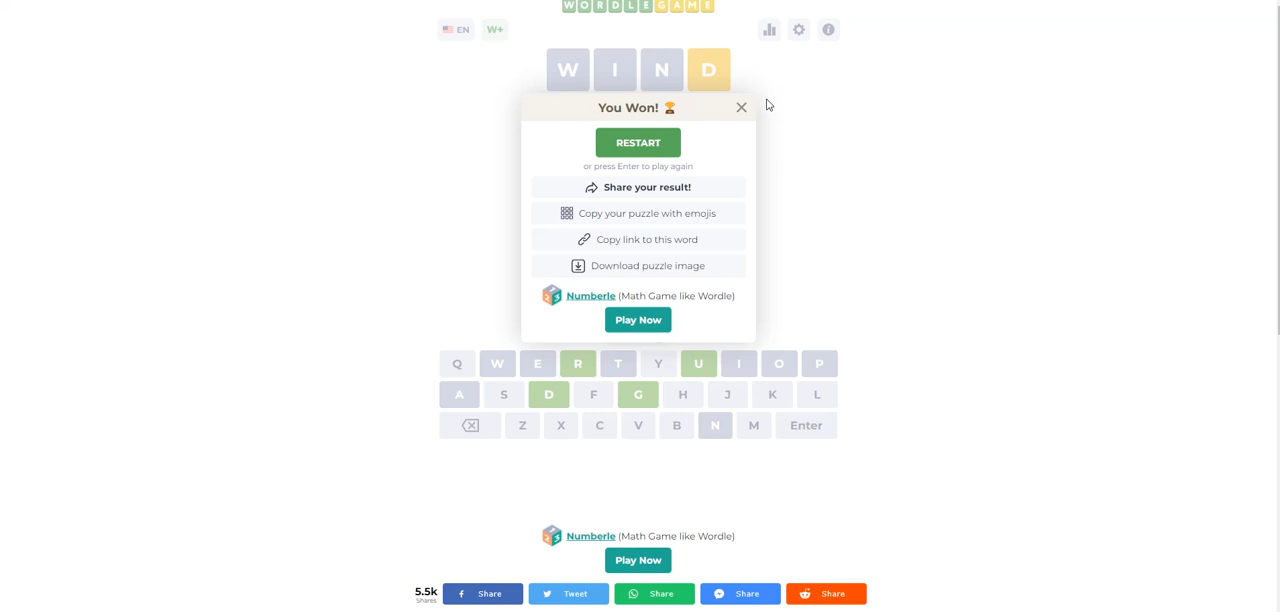 WORDLEGAME
EN W+
W I N D
You Won!
RESTART
or press Enter to play again
Share your result!
Copy your puzzle with emojis
Copy link to this word
Download puzzle image
Numberle (Math Game like Wordle)
Play Now
Q W E R T Y U I O P
A S D F G H J K L
Z X C V B N M Enter
Numberle (Math Game like Wordle)
Play Now
5.5k
Shares
Share Tweet Share Share Share